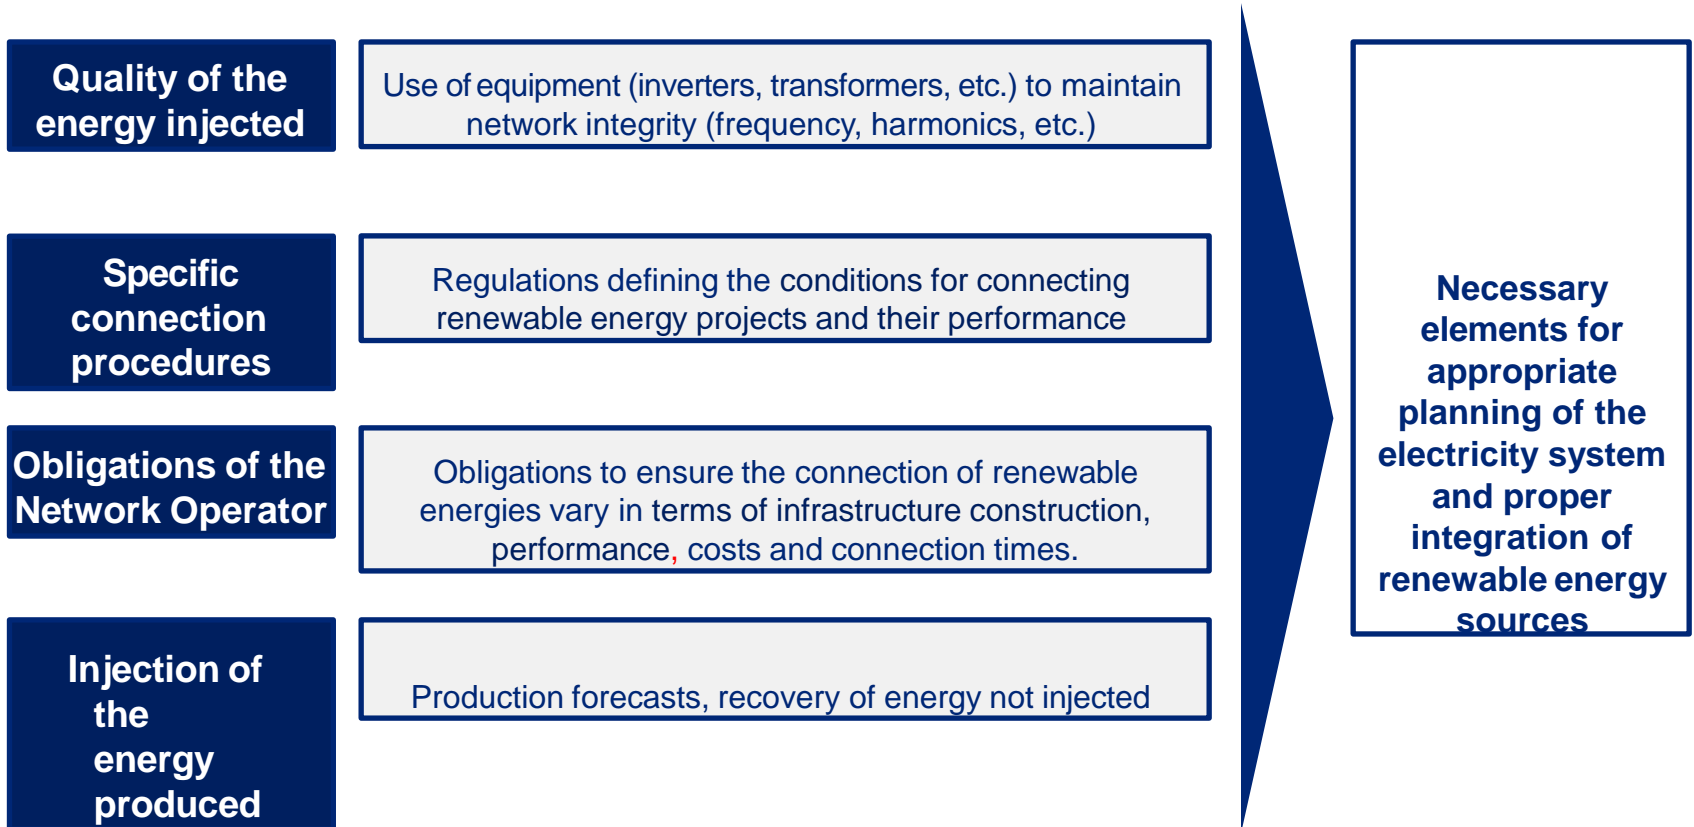 Quality of the
energy injected
Use of equipment (inverters, transformers, etc.) to maintain
network integrity (frequency, harmonics, etc.)
Specific
connection
procedures
Regulations defining the conditions for connecting
renewable energy projects and their performance
Obligations of the
Network Operator
Obligations to ensure the connection of renewable
energies vary in terms of infrastructure construction,
performance, costs and connection times.
Injection of
the
energy
produced
Production forecasts, recovery of energy not injected
Necessary
elements for
appropriate
planning of the
electricity system
and proper
integration of
renewable energy
sources